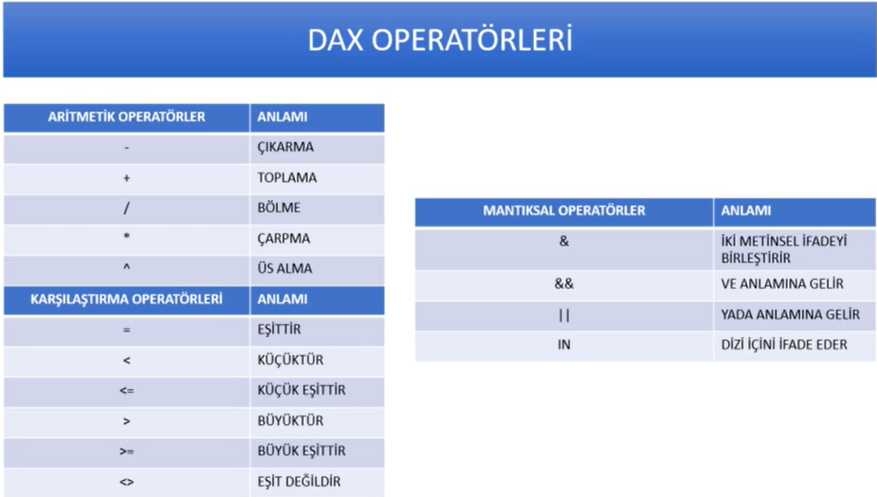 DAX OPERATÖRLERİ
ARİTMETİK OPERATÖRLER ANLAMI
- ÇIKARMA
+ TOPLAMA
/ BÖLME
* ÇARPMA
^ ÜS ALMA
KARŞILAŞTIRMA OPERATÖRLERİ ANLAMI
= EŞİTTİR
< KÜÇÜKTÜR
<= KÜÇÜK EŞİTTİR
> BÜYÜKTÜR
>= BÜYÜK EŞİTTİR
<> EŞİT DEĞİLDİR
MANTIKSAL OPERATÖRLER ANLAMI
& İKİ METİNSEL İFADEYİ
BİRLEŞTİRİR
&& VE ANLAMINA GELİR
|| YADA ANLAMINA GELİR
IN DİZİ İÇİNİ İFADE EDER